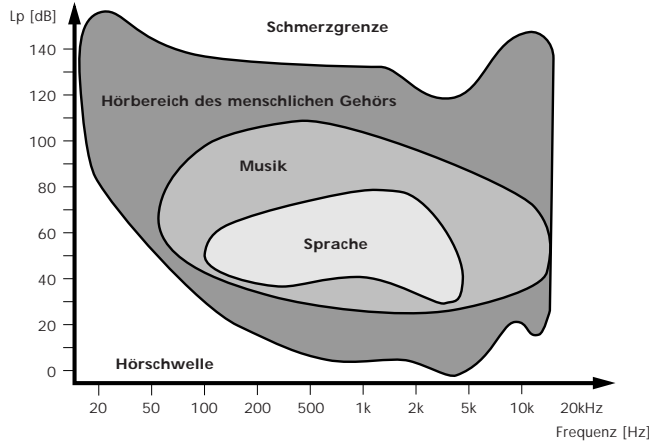 Lp [dB]
Schmerzgrenze
140
120
Hörbereich des menschlichen Gehörs
100
Musik
80
60
Sprache
40
20
Hörschwelle
0
20 50 100 200 500 1k 2k 5k 10k 20kHz
Frequenz [Hz]